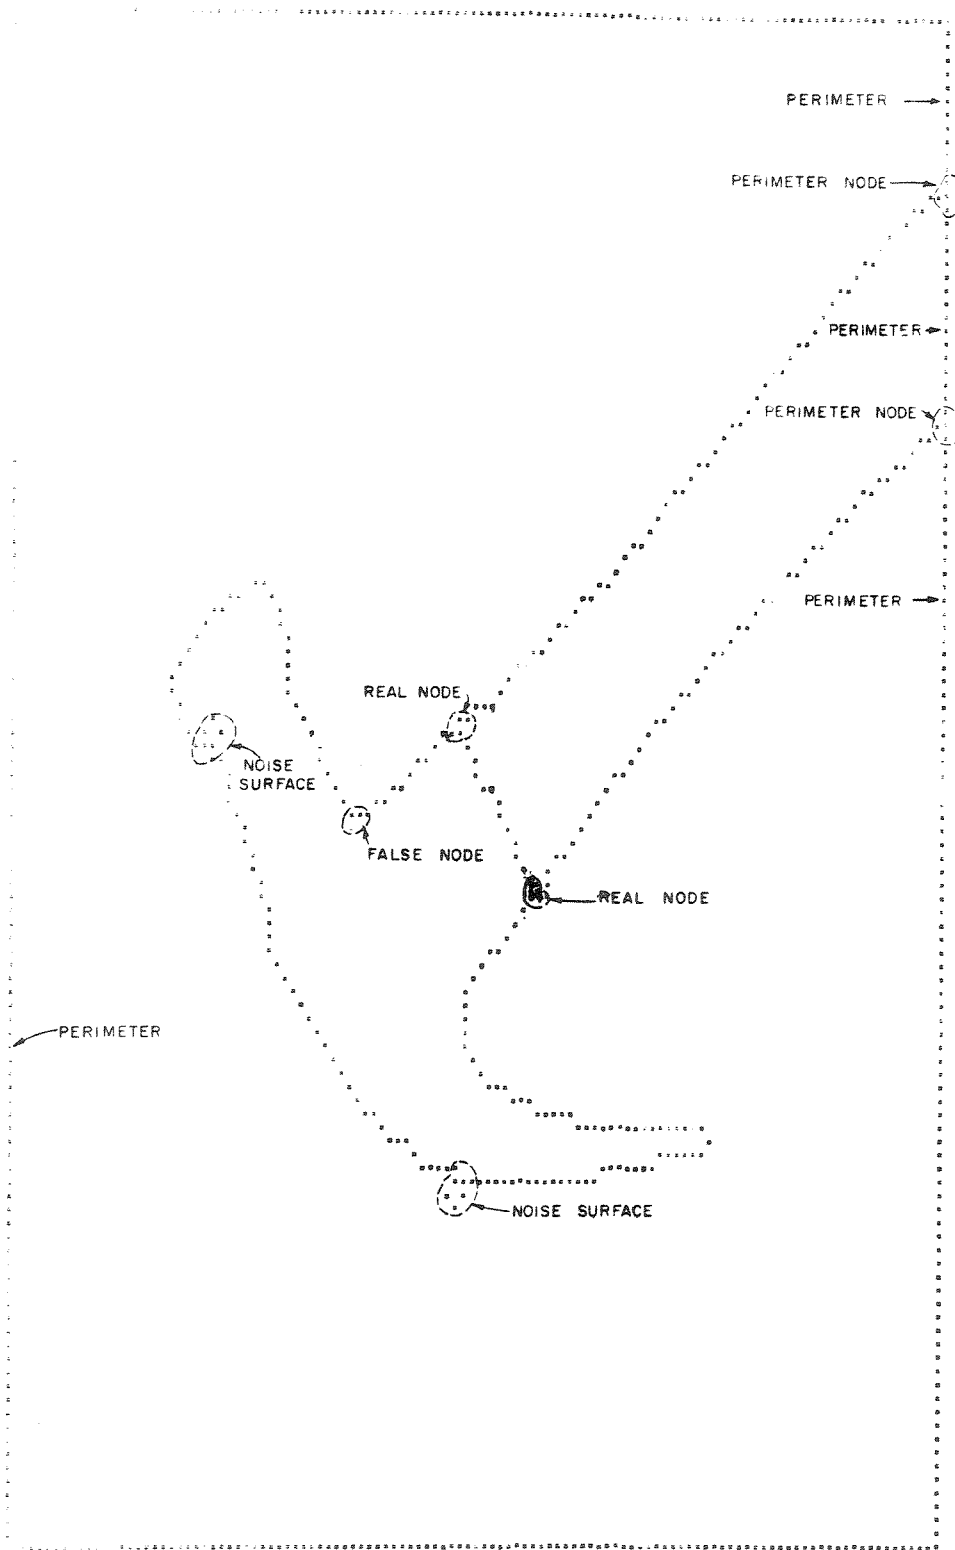 PERIMETER
PERIMETER NODE
PERIMETER
PERIMETER NODE
PERIMETER
REAL NODE
NOISE
SURFACE
FALSE NODE
REAL NODE
PERIMETER
NOISE SURFACE